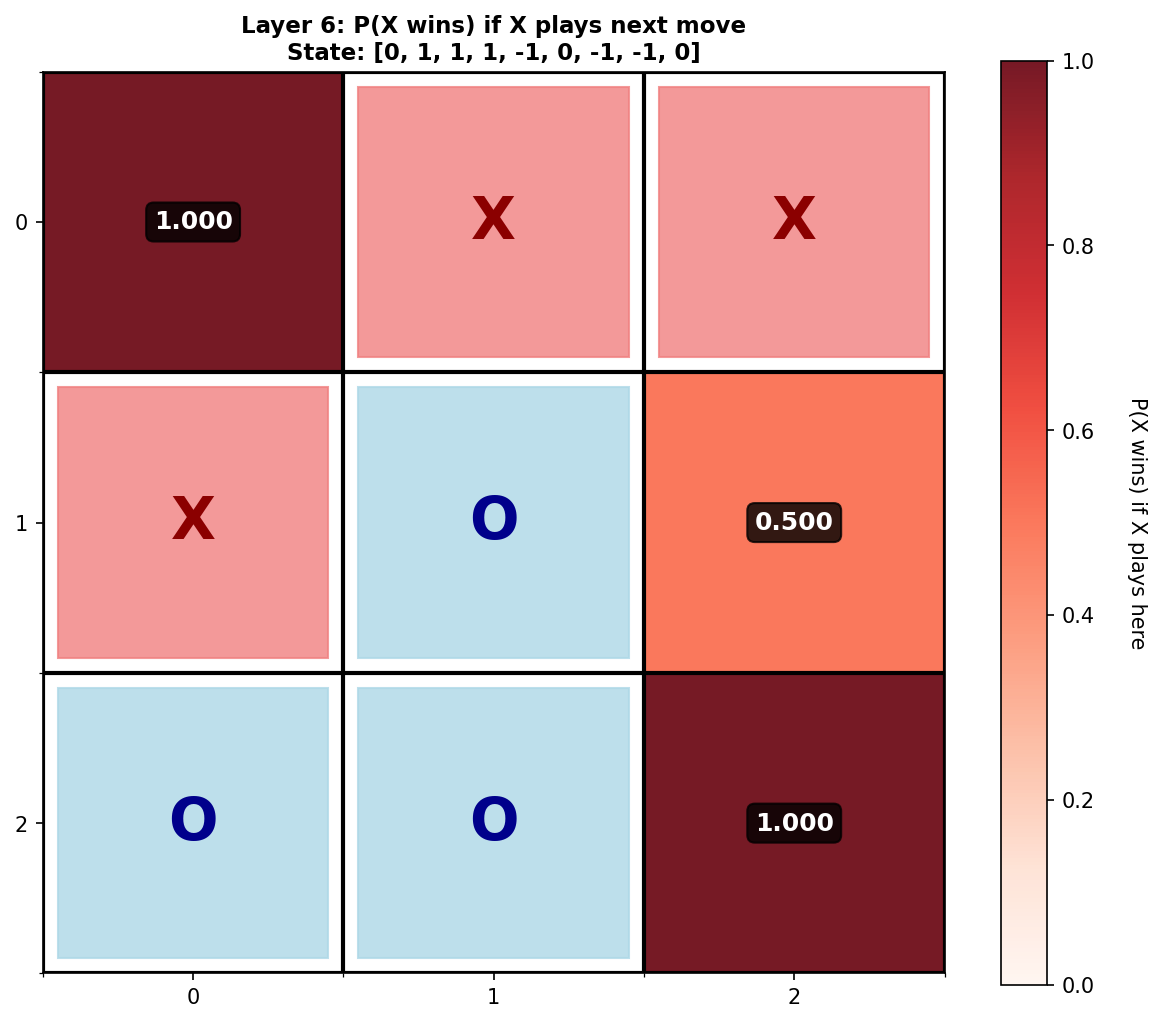 Layer 6: P(X wins) if X plays next move
State: [0, 1, 1, 1, -1, 0, -1, -1, 0]
1.0
0.8
0.6
0.4
0.2
0.0
P(X wins) if X plays here
0
1.000
X
X
1
X
O
0.500
2
O
O
1.000
0
1
2